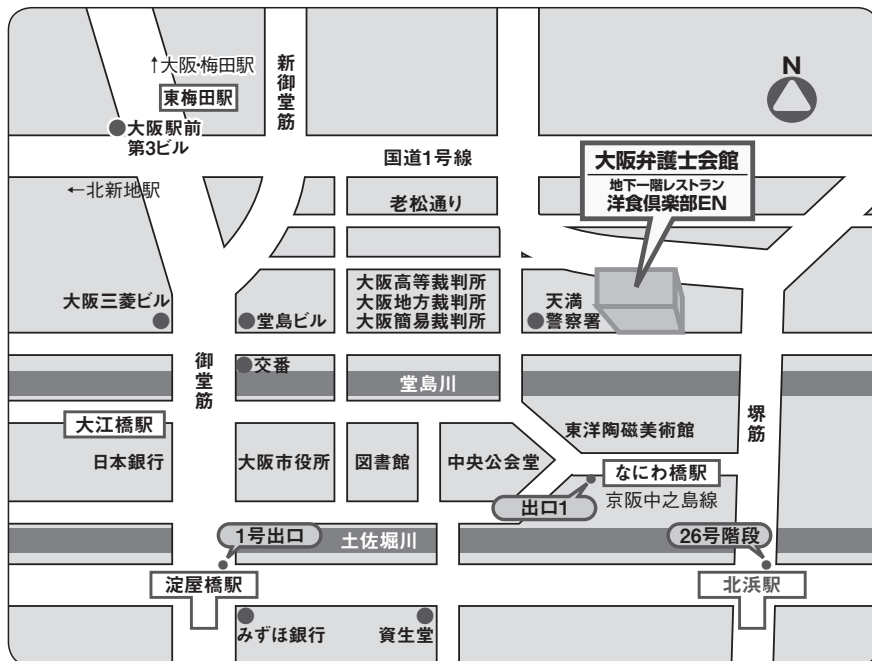 ↑大阪・梅田駅
東梅田駅
新御堂筋
N
大阪駅前
第3ビル
国道1号線
大阪弁護士会館
地下一階レストラン
洋食倶楽部EN
←北新地駅
老松通り
大阪高等裁判所
大阪地方裁判所
大阪簡易裁判所
天満
警察署
大阪三菱ビル
堂島ビル
御堂筋
交番
堂島川
堺筋
大江橋駅
東洋陶磁美術館
日本銀行
大阪市役所
図書館
中央公会堂
なにわ橋駅
京阪中之島線
出口1
1号出口
土佐堀川
26号階段
淀屋橋駅
北浜駅
みずほ銀行
資生堂